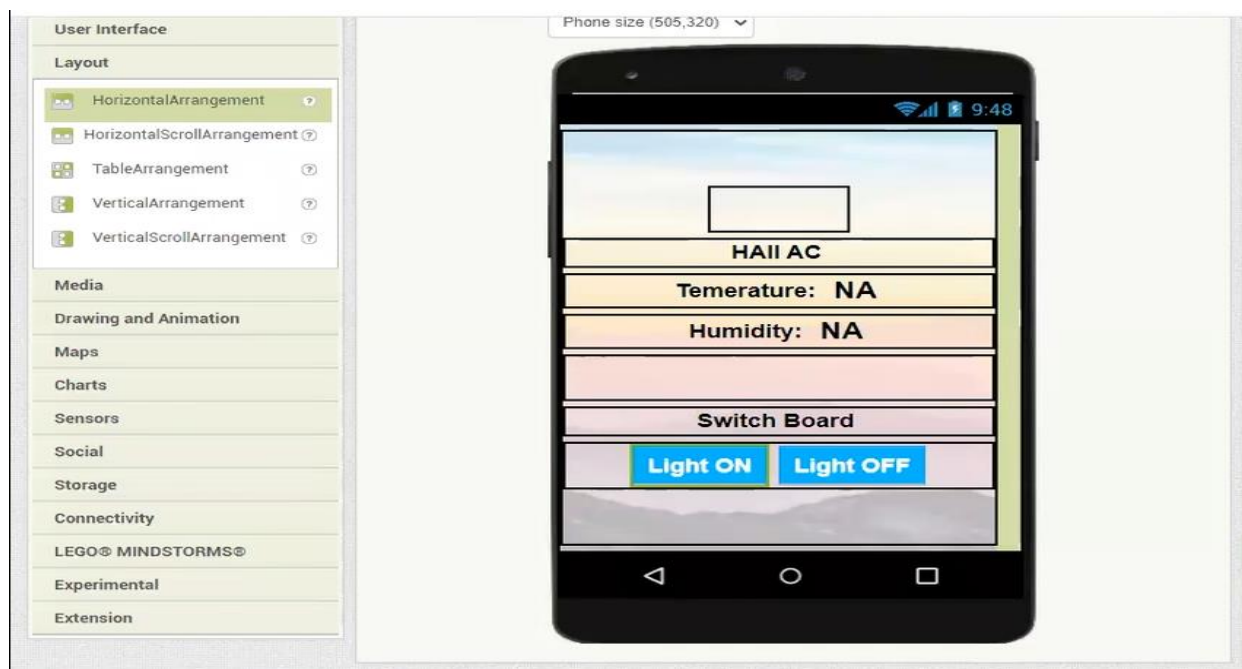 User Interface
Layout
HorizontalArrangement ?
HorizontalScrollArrangement ?
TableArrangement ?
VerticalArrangement ?
VerticalScrollArrangement ?
Media
Drawing and Animation
Maps
Charts
Sensors
Social
Storage
Connectivity
LEGO® MINDSTORMS®
Experimental
Extension
Phone size (505,320)
9:48
HAII AC
Temerature: NA
Humidity: NA
Switch Board
Light ON Light OFF